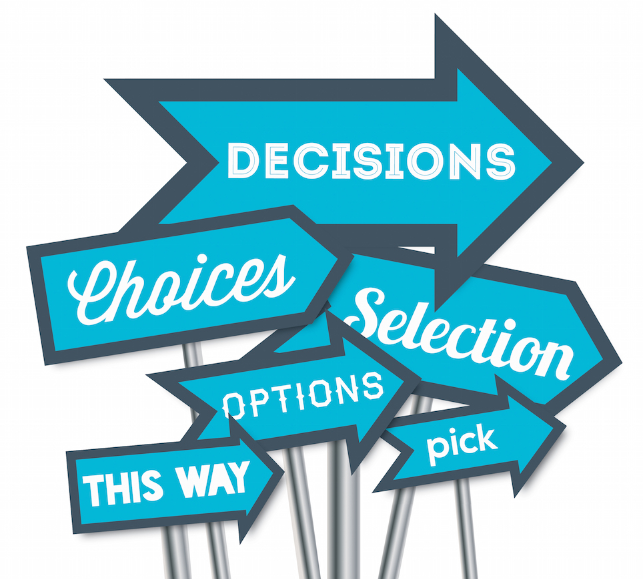 DECISIONS
Choices
Selection
OPTIONS
pick
THIS WAY